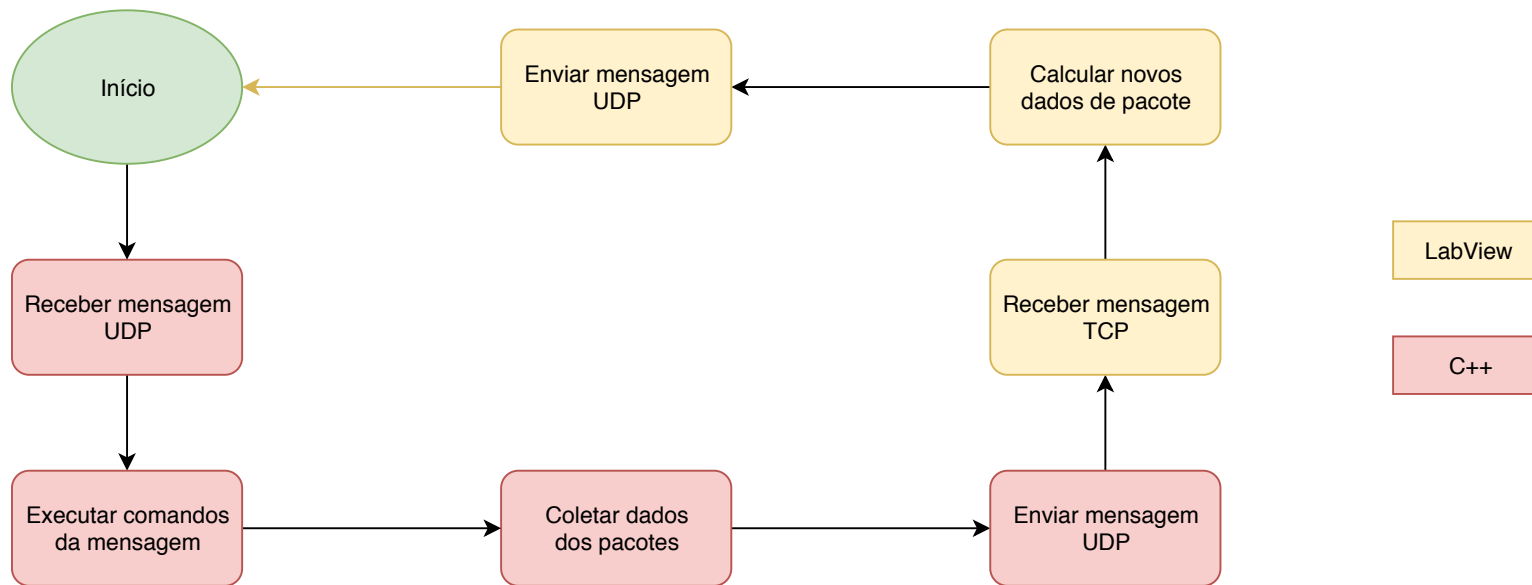 Início
Enviar mensagem
UDP
Calcular novos
dados de pacote
Receber mensagem
UDP
Receber mensagem
TCP
LabView
C++
Executar comandos
da mensagem
Coletar dados
dos pacotes
Enviar mensagem
UDP